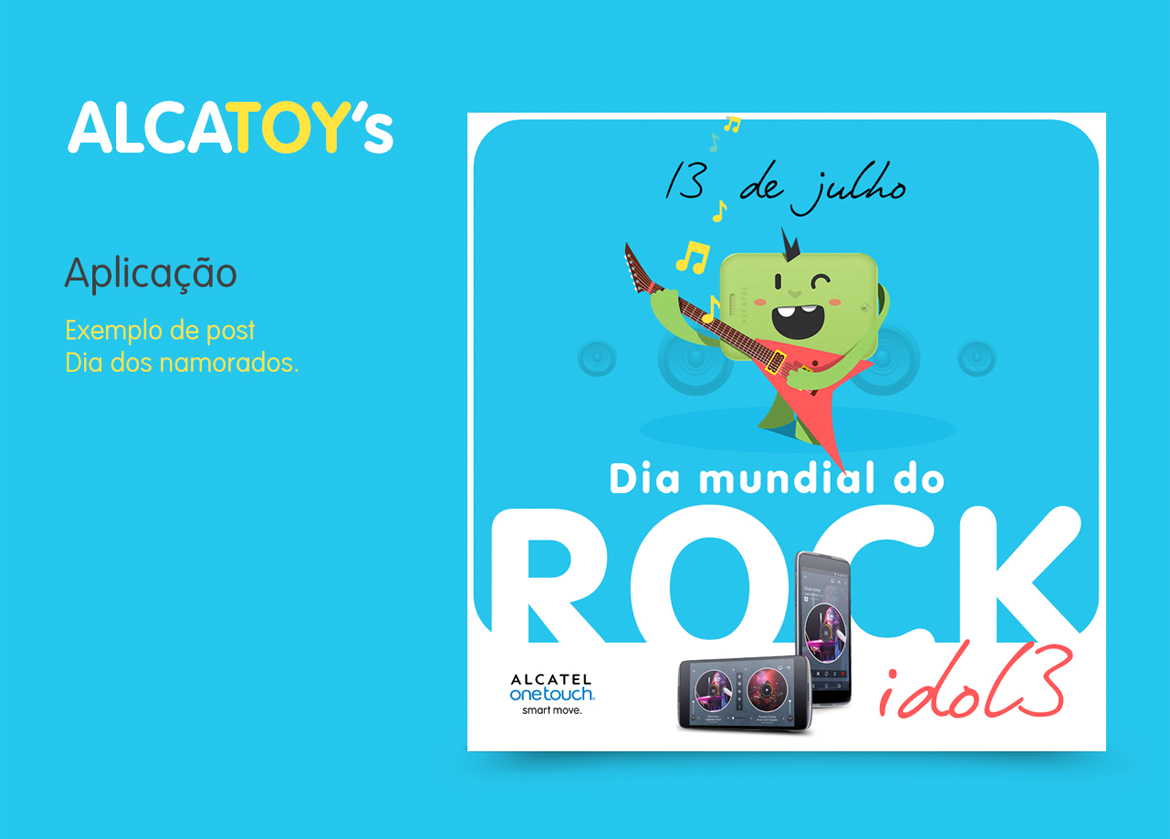 ALCATOY's
Aplicação
Exemplo de post
Dia dos namorados.
13 de julho
ALCATEL
Dia mundial do
ROCK
ALCATEL
onetouch.
smart move.
idol3